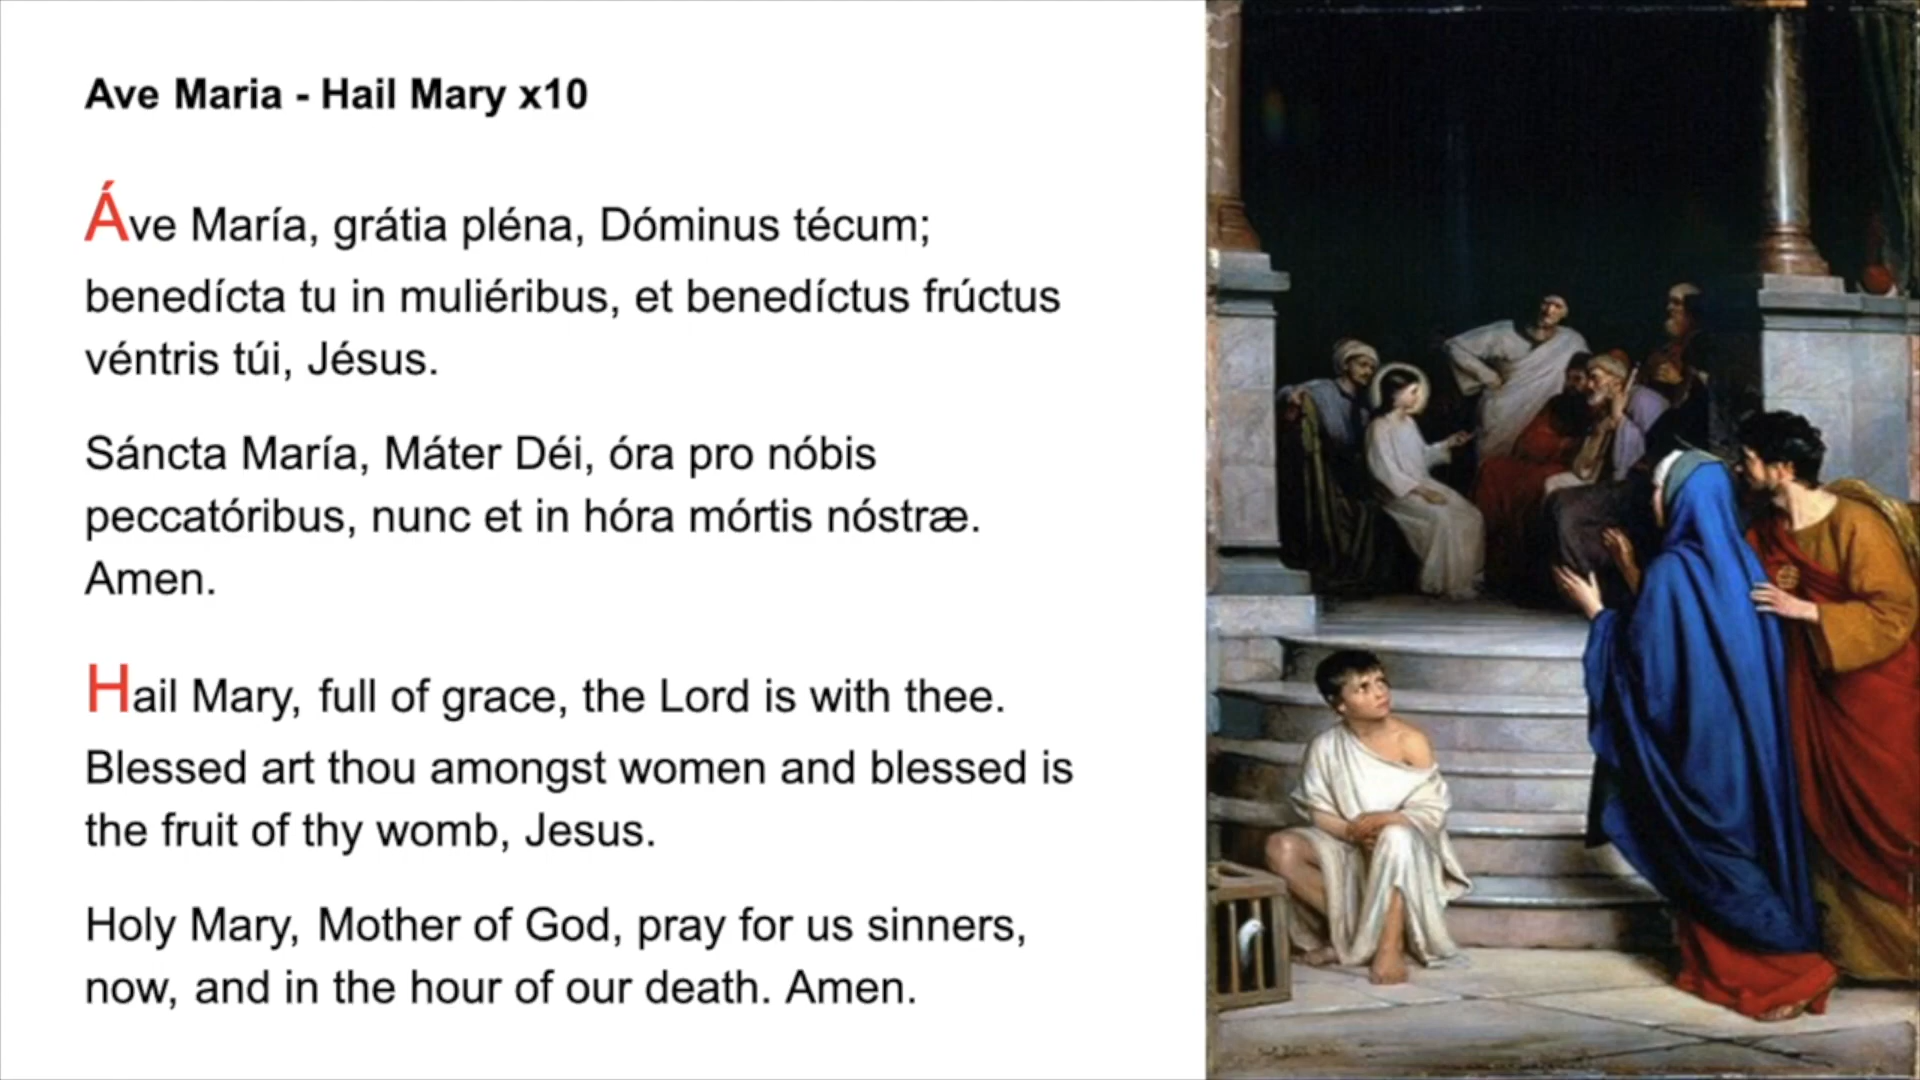 Ave Maria - Hail Mary x10
Áve María, grátia pléna, Dóminus técum;
benedícta tu in muliéribus, et benedíctus frúctus
véntris túi, Jésus.
Sáncta María, Máter Déi, óra pro nóbis
peccatóribus, nunc et in hóra mórtis nóstræ.
Amen.
Hail Mary, full of grace, the Lord is with thee.
Blessed art thou amongst women and blessed is
the fruit of thy womb, Jesus.
Holy Mary, Mother of God, pray for us sinners,
now, and in the hour of our death. Amen.